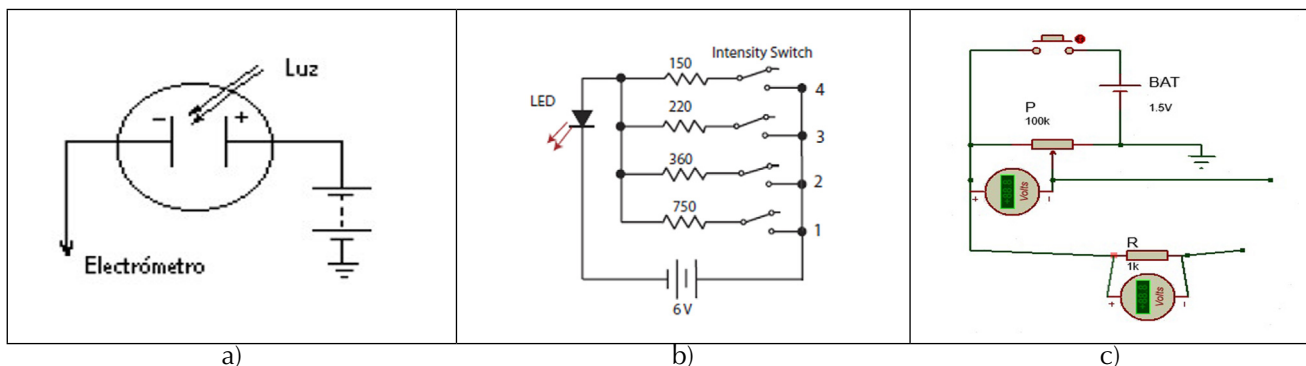 Luz
−
+
Electrómetro
a)
Intensity Switch
150
LED
4
220
3
360
2
750
1
6 V
b)
BAT
1.5V
P
100k
+
Volts
−
R
1k
+
Volts
−
c)